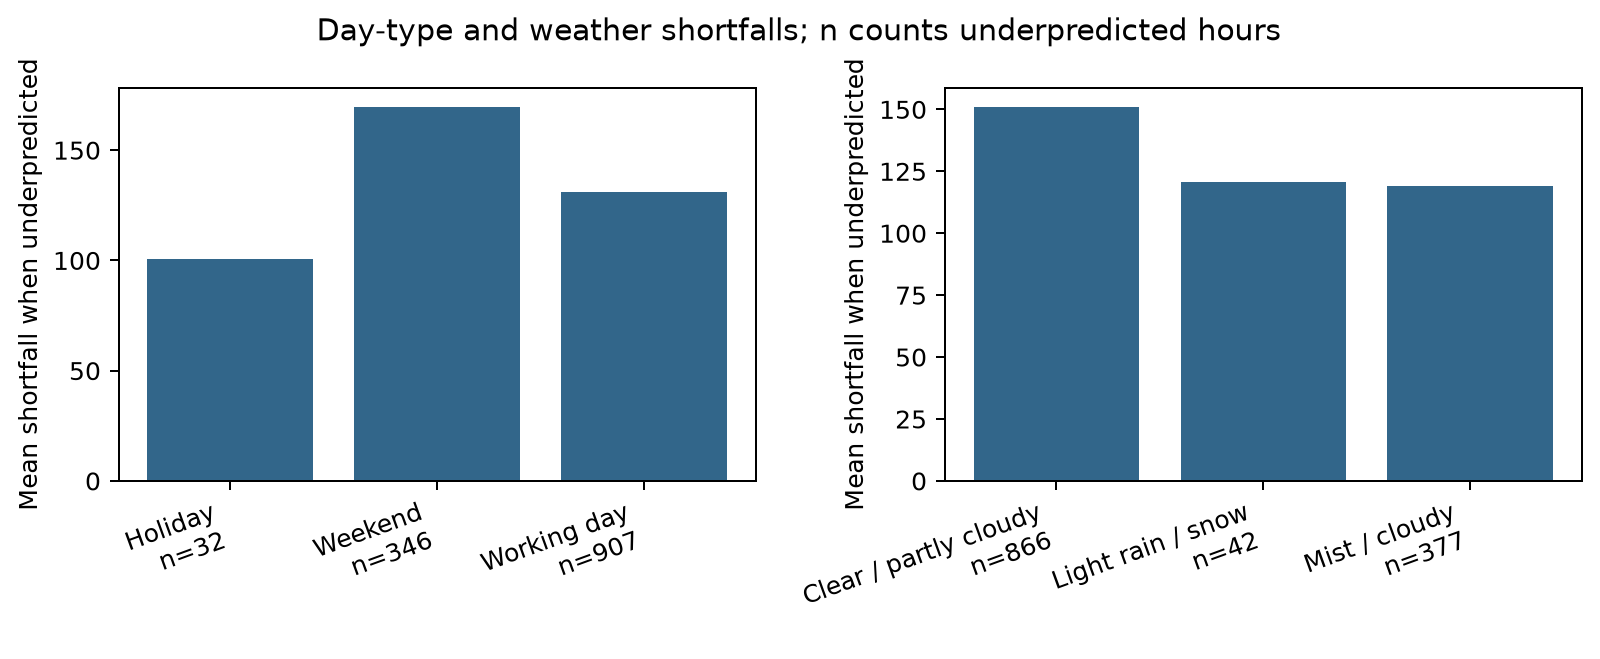 Day-type and weather shortfalls; n counts underpredicted hours
Mean shortfall when underpredicted
150
100
50
0
Holiday
n=32
Weekend
n=346
Working day
n=907
Mean shortfall when underpredicted
150
125
100
75
50
25
0
Clear / partly cloudy
n=866
Light rain / snow
n=42
Mist / cloudy
n=377